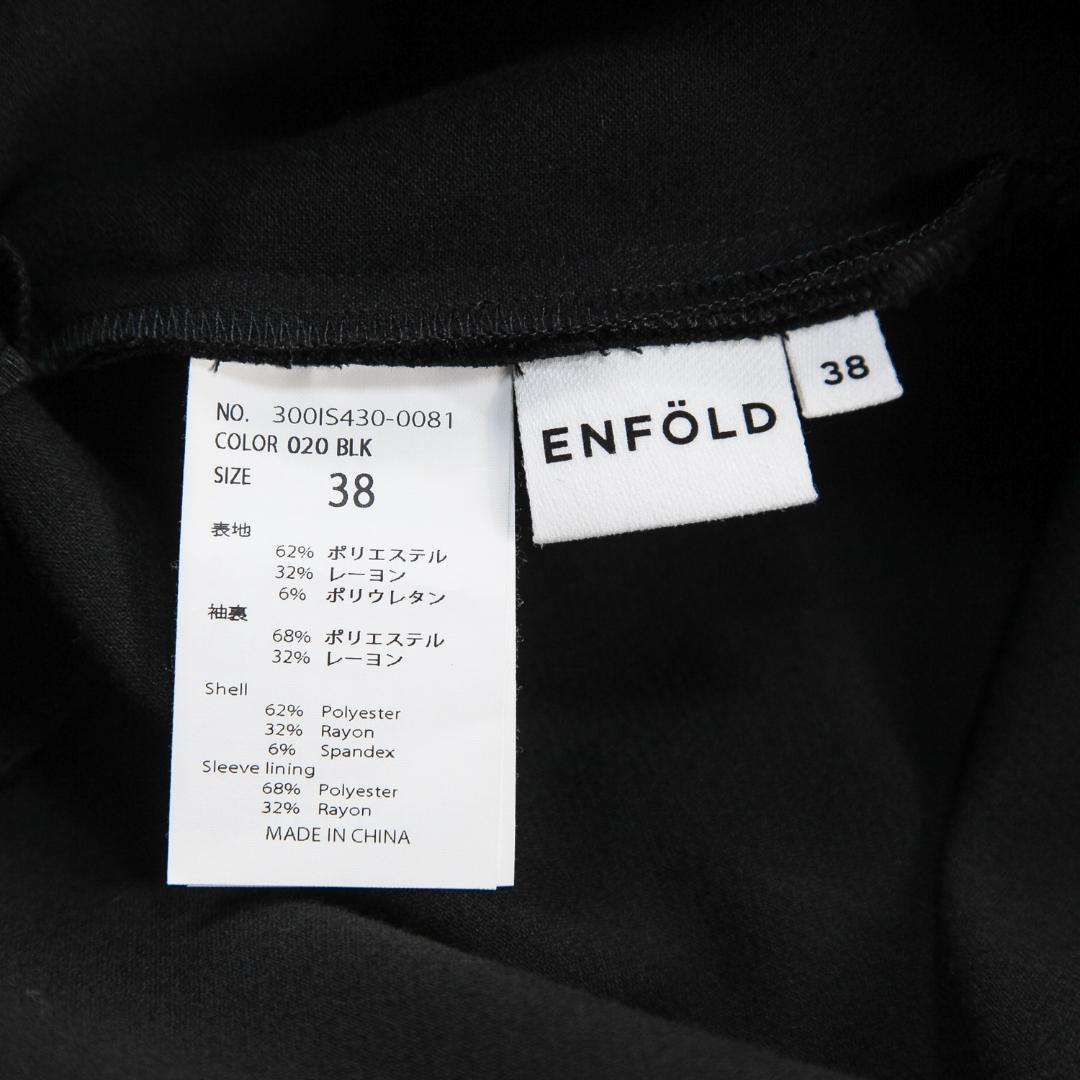 NO. 300IS430-0081
COLOR 020 BLK
SIZE 38
表地
62% ポリエステル
32% レーヨン
6% ポリウレタン
袖裏
68% ポリエステル
32% レーヨン
Shell
62% Polyester
32% Rayon
6% Spandex
Sleeve lining
68% Polyester
32% Rayon
MADE IN CHINA
ENFÖLD
38